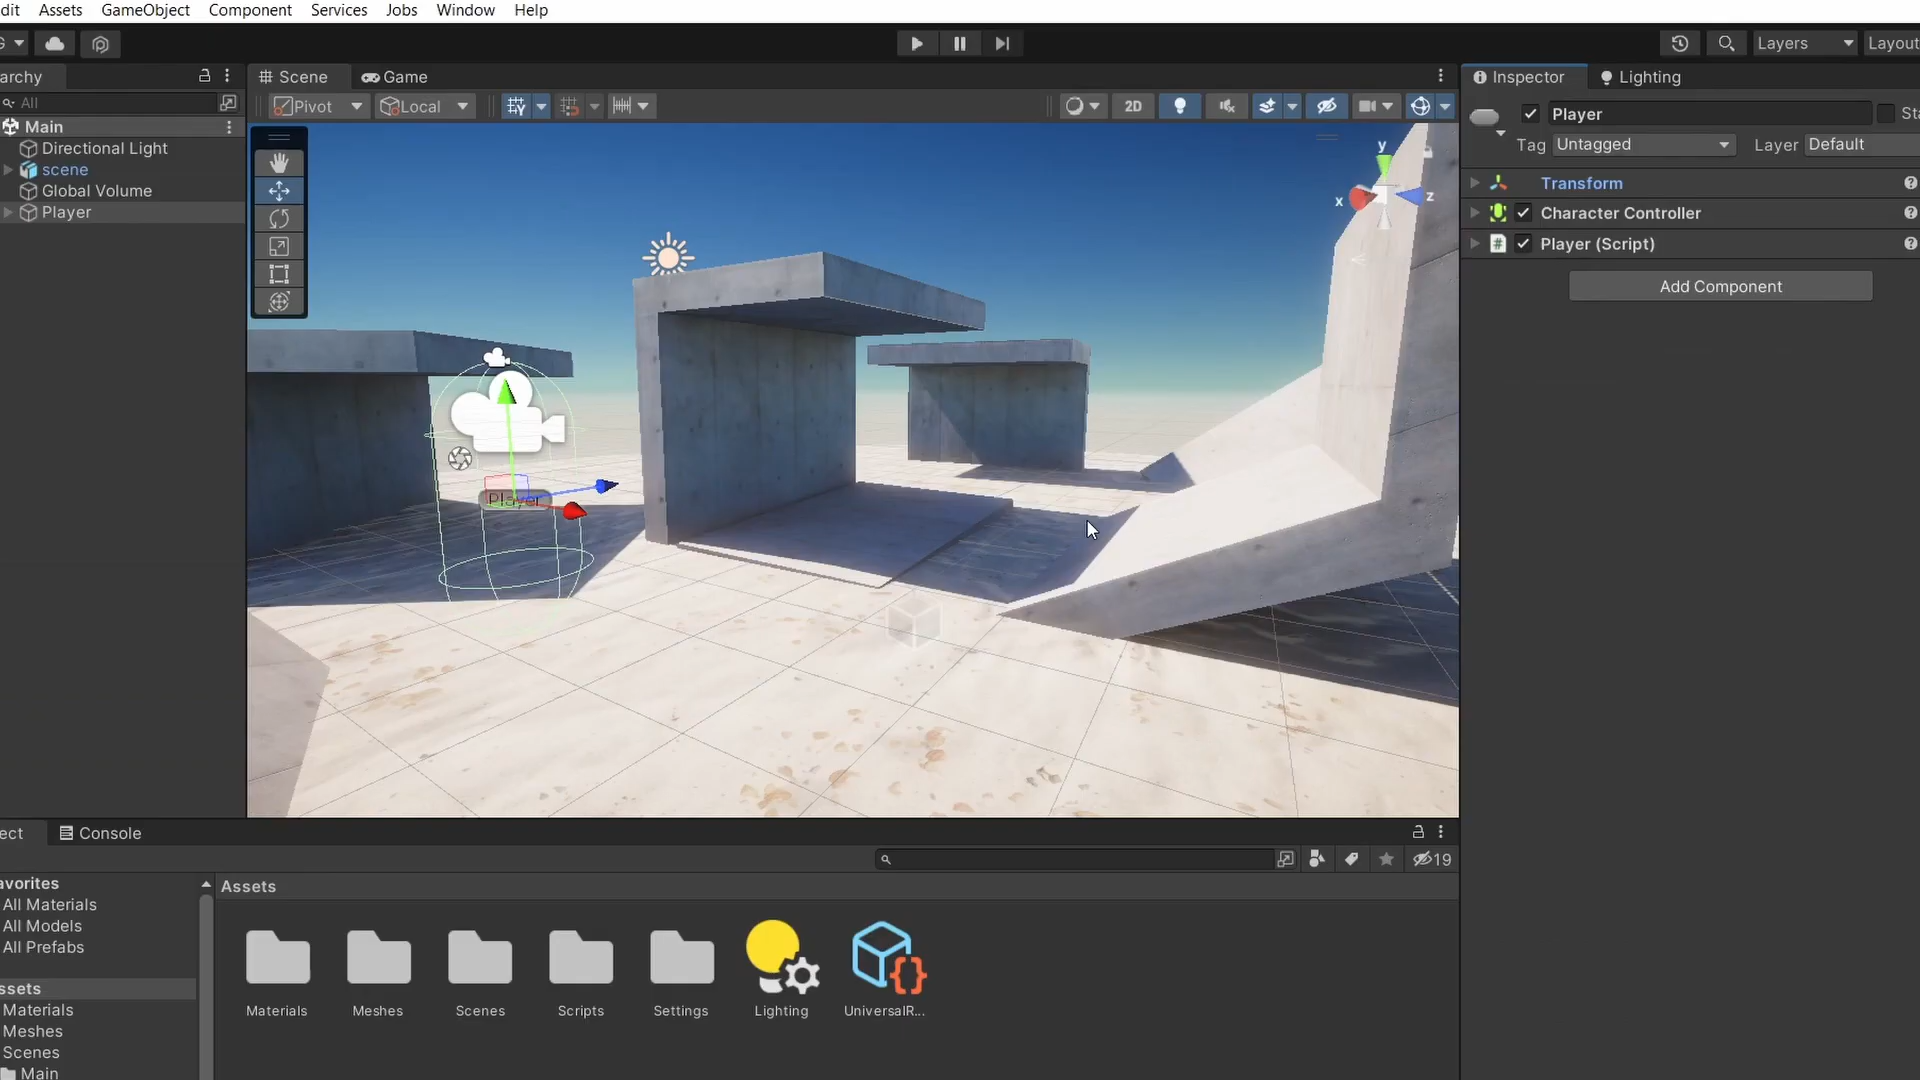 dit Assets GameObject Component Services Jobs Window Help
G Layers Layout
archy Scene Game Inspector Lighting
All Pivot Local 2D Player Sta
Main Tag Untagged Layer Default
Directional Light
scene
Global Volume
Player
y
x z
Player
Transform
Character Controller
# Player (Script)
Add Component
ect Console
19
avorites Assets
All Materials
All Models
All Prefabs
ssets
Materials
Meshes
Scenes
Main
Materials Meshes Scenes Scripts Settings Lighting UniversalR...